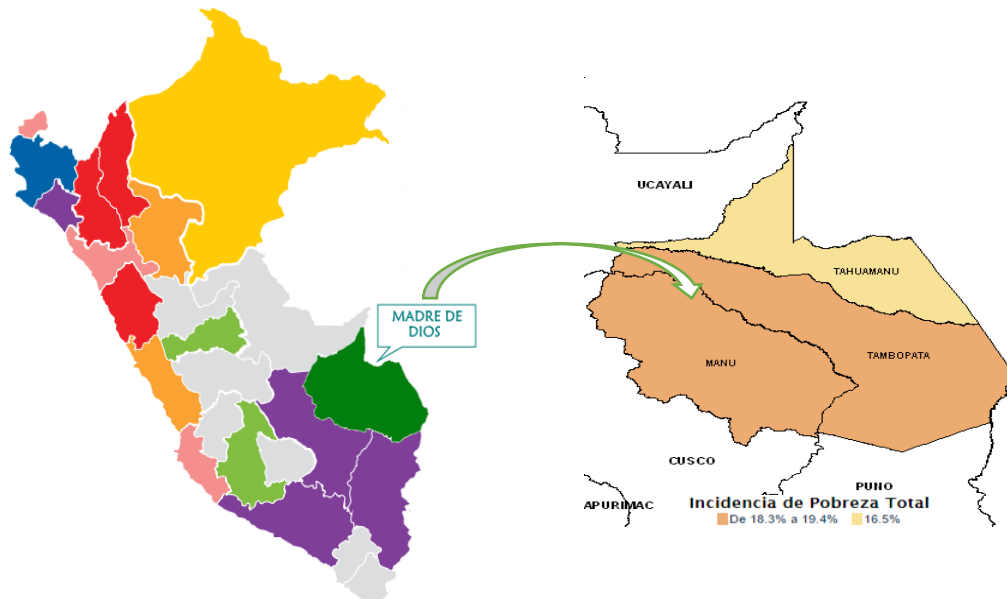 MADRE DE
DIOS
UCAYALI
TAHUAMANU
TAMBOPATA
MANU
CUSCO
PUNO
APURIMAC
Incidencia de Pobreza Total
De 18.3% a 19.4% 16.5%